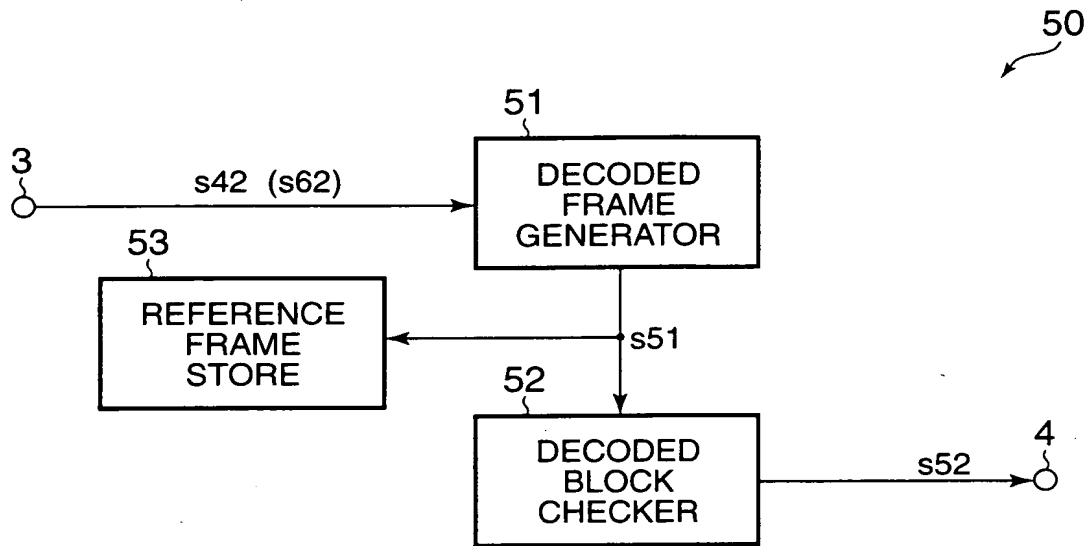 50
51
3
s42 (s62)
DECODED
FRAME
GENERATOR
53
REFERENCE
FRAME
STORE
s51
52
DECODED
BLOCK
CHECKER
s52
4